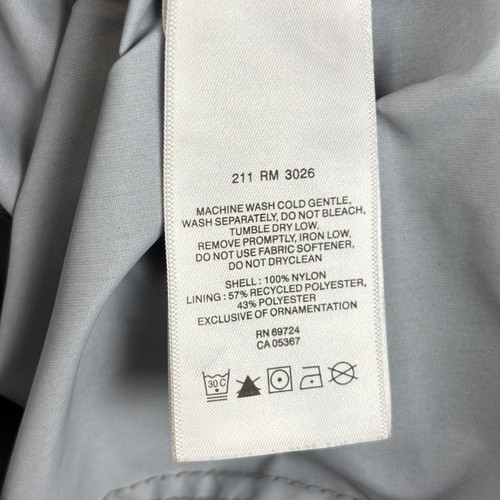 211 RM 3026
MACHINE WASH COLD GENTLE,
WASH SEPARATELY, DO NOT BLEACH,
TUMBLE DRY LOW,
REMOVE PROMPTLY, IRON LOW,
DO NOT USE FABRIC SOFTENER,
DO NOT DRYCLEAN
SHELL : 100% NYLON
LINING : 57% RECYCLED POLYESTER,
43% POLYESTER
EXCLUSIVE OF ORNAMENTATION
RN 69724
CA 05367
30 C